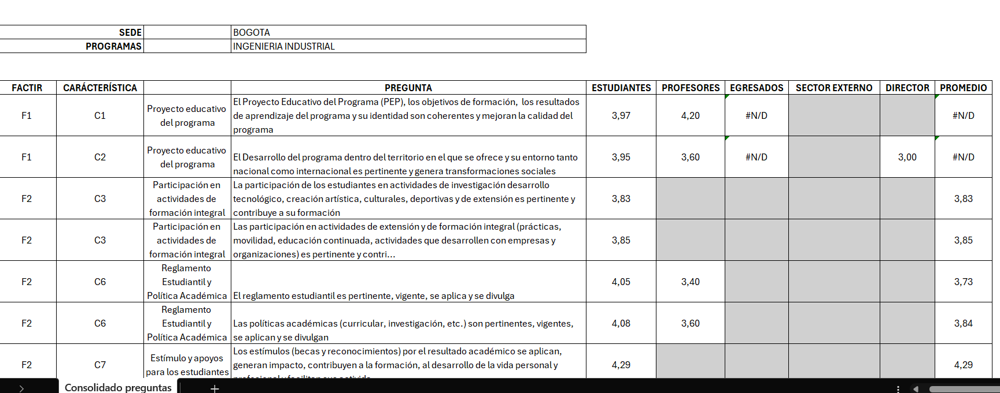 SEDE BOGOTA
PROGRAMAS INGENIERIA INDUSTRIAL
FACTIR CARÁCTERÍSTICA PREGUNTA ESTUDIANTES PROFESORES EGRESADOS SECTOR EXTERNO DIRECTOR PROMEDIO
F1 C1 Proyecto educativo
del programa
El Proyecto Educativo del Programa (PEP), los objetivos de formación, los resultados
de aprendizaje del programa y su identidad son coherentes y mejoran la calidad del
programa
3,97 4,20 #N/D #N/D
F1 C2 Proyecto educativo
del programa
El Desarrollo del programa dentro del territorio en el que se ofrece y su entorno tanto
nacional como internacional es pertinente y genera transformaciones sociales
3,95 3,60 #N/D 3,00 #N/D
F2 C3 Participación en
actividades de
formación integral
La participación de los estudiantes en actividades de investigación desarrollo
tecnológico, creación artística, culturales, deportivas y de extensión es pertinente y
contribuye a su formación
3,83 3,83
F2 C3 Participación en
actividades de
formación integral
Las participación en actividades de extensión y de formación integral (prácticas,
movilidad, educación continuada, actividades que desarrollen con empresas y
organizaciones) es pertinente y contri...
3,85 3,85
F2 C6 Reglamento
Estudiantil y
Política Académica
El reglamento estudiantil es pertinente, vigente, se aplica y se divulga
4,05 3,40 3,73
F2 C6 Reglamento
Estudiantil y
Política Académica
Las políticas académicas (curricular, investigación, etc.) son pertinentes, vigentes,
se aplican y se divulgan
4,08 3,60 3,84
F2 C7 Estímulo y apoyos
para los estudiantes
Los estímulos (becas y reconocimientos) por el resultado académico se aplican,
generan impacto, contribuyen a la formación, al desarrollo de la vida personal y
4,29 4,29
Consolidado preguntas